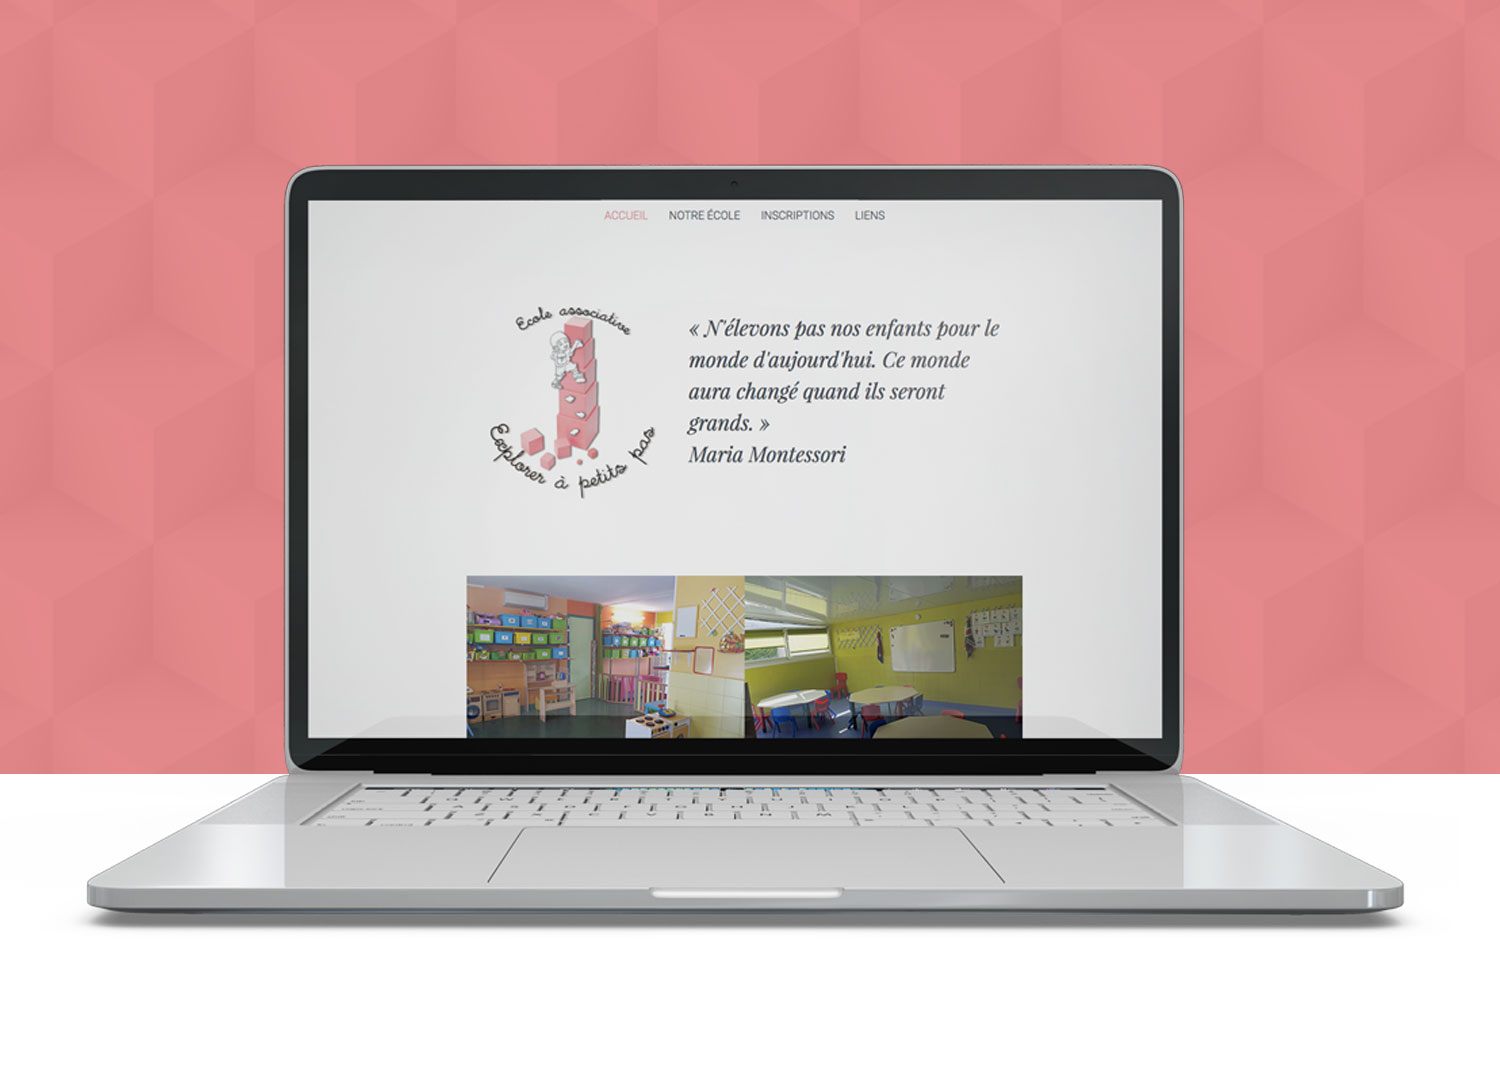 ACCUEIL NOTRE ÉCOLE INSCRIPTIONS LIENS
Ecole associative
Explorer à petits pas
« N'élevons pas nos enfants pour le
monde d'aujourd'hui. Ce monde
aura changé quand ils seront
grands. »
Maria Montessori